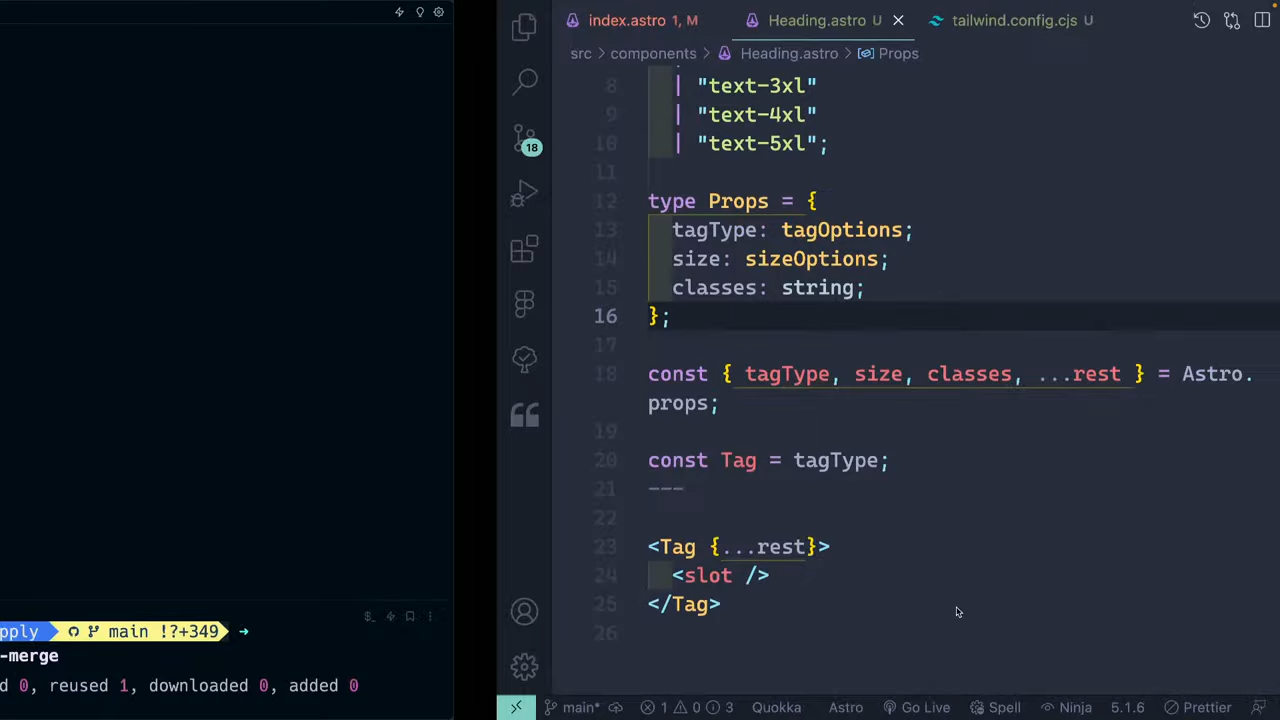 index.astro 1, M
Heading.astro U
tailwind.config.cjs U
src > components > Heading.astro > Props
8 | "text-3xl"
9 | "text-4xl"
10 | "text-5xl";
11
12 type Props = {
13 tagType: tagOptions;
14 size: sizeOptions;
15 classes: string;
16 };
17
18 const { tagType, size, classes, ...rest } = Astro.
props;
19
20 const Tag = tagType;
21 ---
22
23 <Tag {...rest}>
24 <slot />
25 </Tag>
26
18
pply main !?+349 ➜
-merge
d 0, reused 1, downloaded 0, added 0
main* 1 0 3 Quokka Astro Go Live Spell Ninja 5.1.6 Prettier